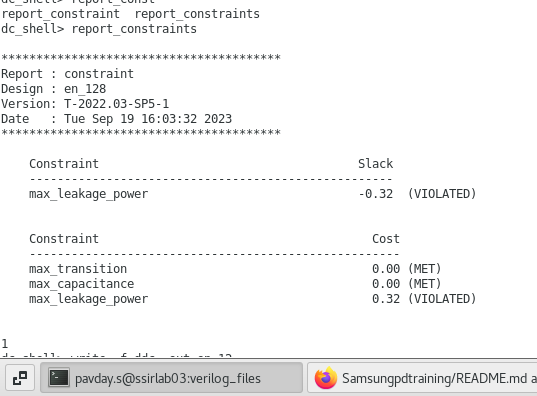 dc_shell> report_const
report_constraint  report_constraints
dc_shell> report_constraints
****************************************
Report : constraint
Design : en_128
Version: T-2022.03-SP5-1
Date   : Tue Sep 19 16:03:32 2023
****************************************
Constraint                                     Slack
----------------------------------------------------
max_leakage_power                              -0.32  (VIOLATED)
Constraint                                       Cost
-----------------------------------------------------
max_transition                                   0.00 (MET)
max_capacitance                                  0.00 (MET)
max_leakage_power                                0.32 (VIOLATED)
1
pavday.s@ssirlab03:verilog_files
Samsungpdtraining/README.md a